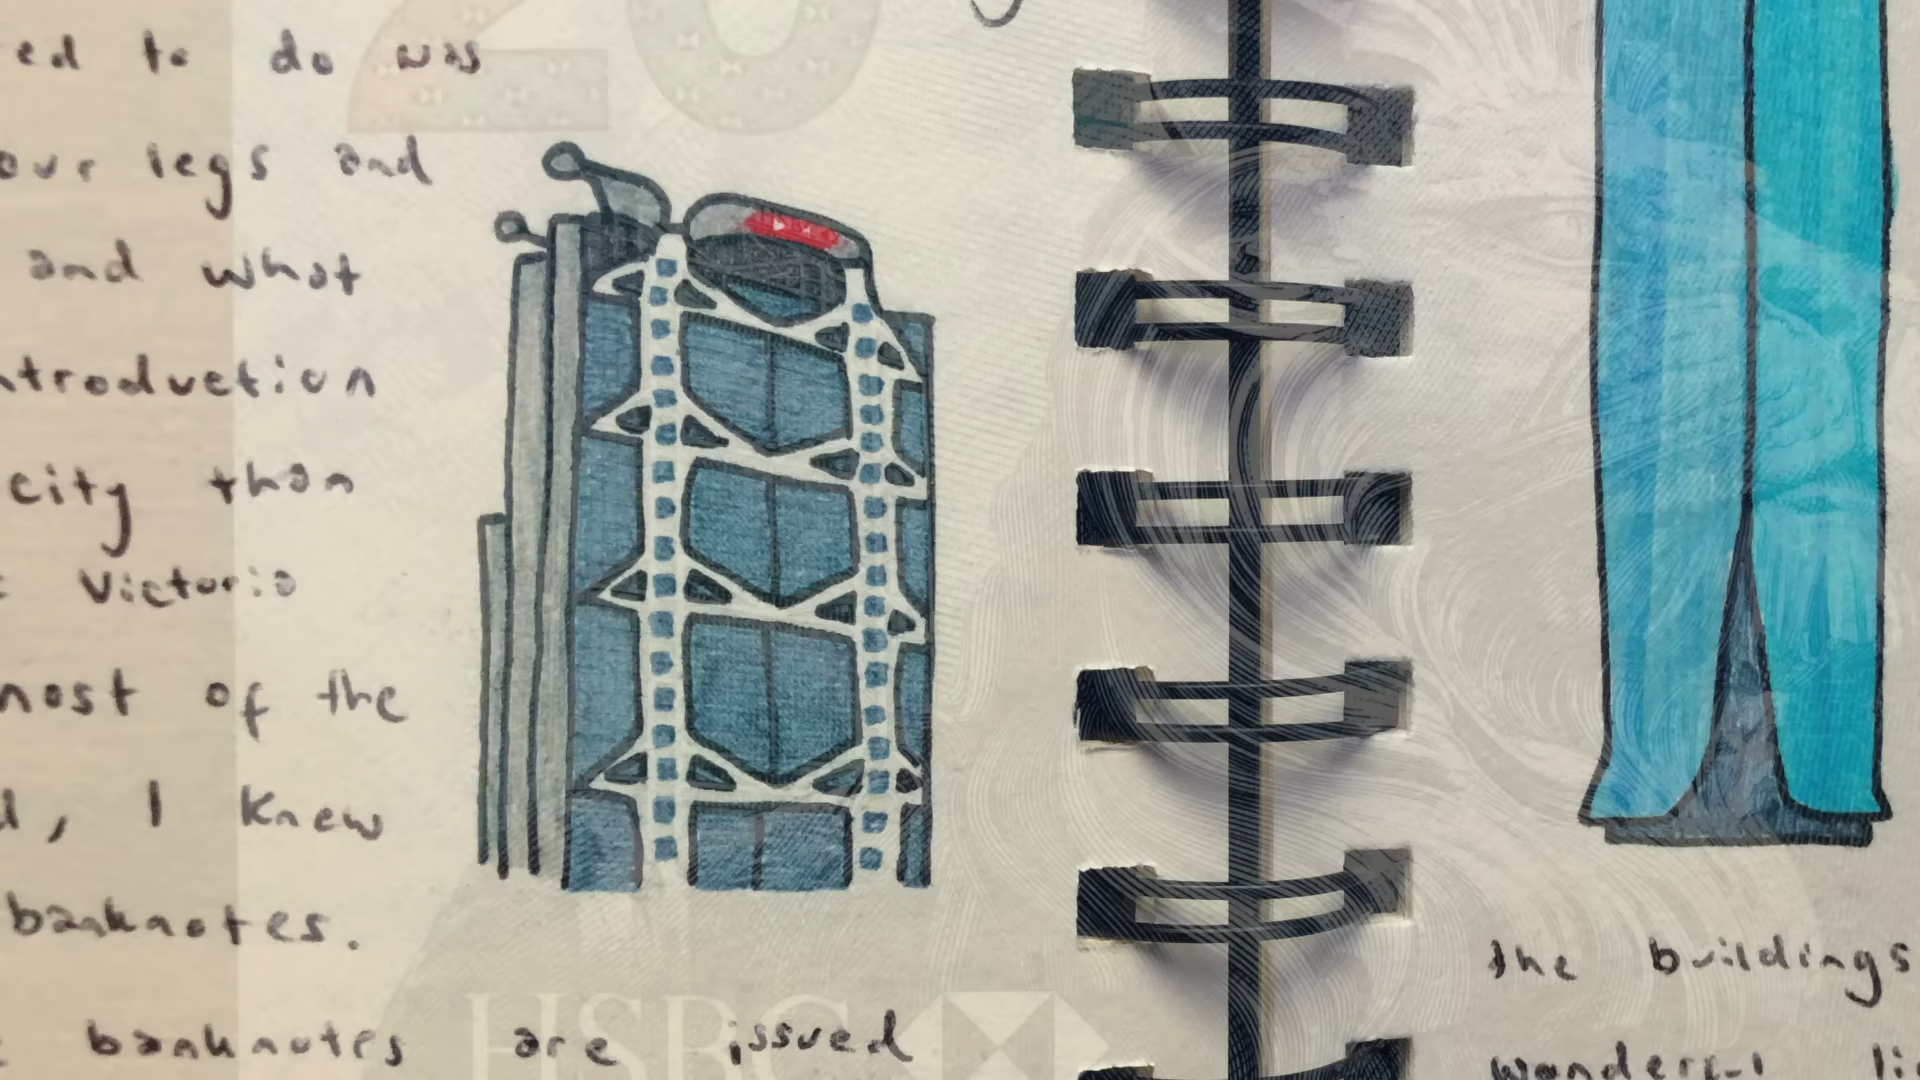 20
ed to do was
our legs and
and what
ntroduction
city than
Victoria
most of the
d, I knew
banknotes.
banknotes are issued
HSBC
the buildings